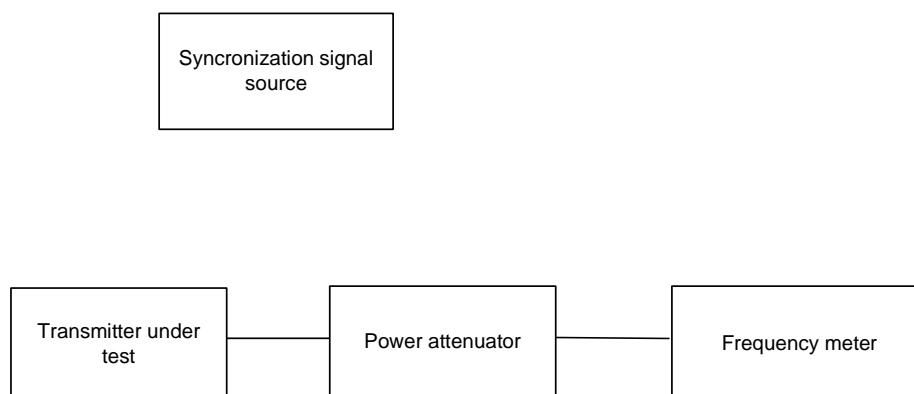 Syncronization signal
source
Transmitter under
test
Power attenuator
Frequency meter